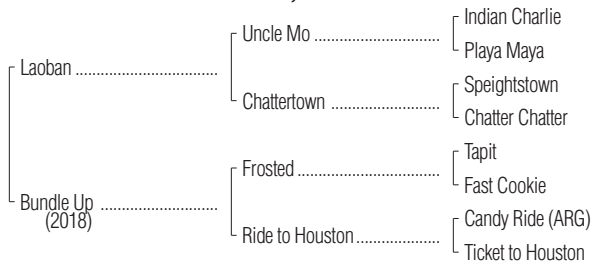 Indian Charlie
Uncle Mo ..................................
Playa Maya
Laoban ......................................
Speightstown
Chattertown .............................
Chatter Chatter
Tapit
Frosted ......................................
Fast Cookie
Bundle Up ...............................
(2018)
Candy Ride (ARG)
Ride to Houston .......................
Ticket to Houston